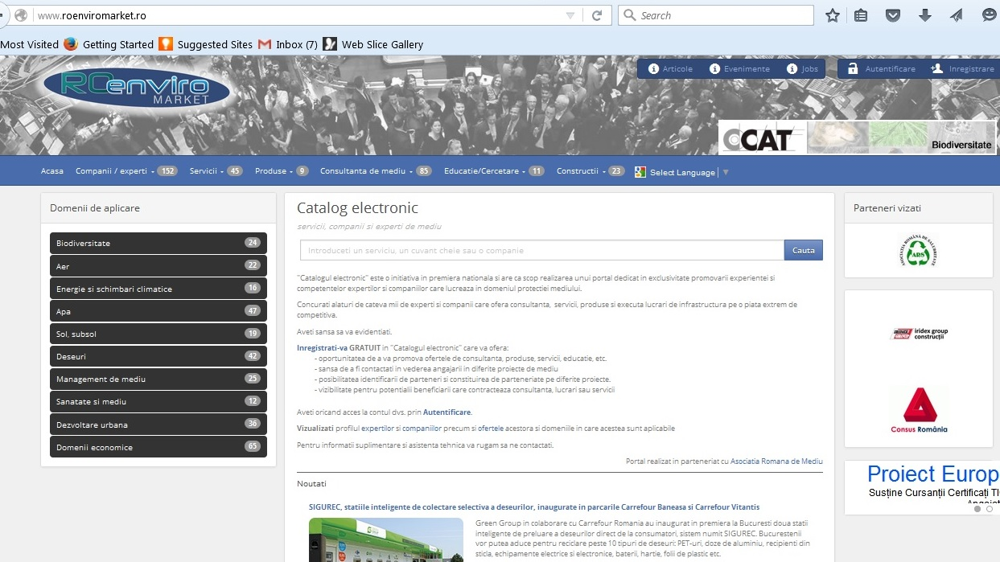 www.roenviromarket.ro
Search
Most Visited Getting Started Suggested Sites Inbox (7) Web Slice Gallery
ROenviro
MARKET
Articole Evenimente Jobs Autentificare Inregistrare
CCAT
Biodiversitate
Acasa Companii / experti 152 Servicii 45 Produse 9 Consultanta de mediu 85 Educatie/Cercetare 11 Constructii 23 Select Language
Domenii de aplicare
Biodiversitate 24
Aer 22
Energie si schimbari climatice 16
Apa 47
Sol, subsol 19
Deseuri 42
Management de mediu 25
Sanatate si mediu 12
Dezvoltare urbana 36
Domenii economice 65
Catalog electronic
servicii, companii si experti de mediu
Introduceti un serviciu, un cuvant cheie sau o companie Cauta
"Catalogul electronic" este o initiativa in premiera nationala si are ca scop realizarea unui portal dedicat in exclusivitate promovarii experientei si
competentelor expertilor si companiilor care lucreaza in domeniul protectiei mediului.
Concurati alaturi de cateva mii de experti si companii care ofera consultanta, servicii, produse si executa lucrari de infrastructura pe o piata extrem de
competitiva.
Aveti sansa sa va evidentiati.
Inregistrati-va GRATUIT in "Catalogul electronic" care va ofera:
- oportunitatea de a va promova ofertele de consultanta, produse, servicii, educatie, etc.
- sansa de a fi contactati in vederea angajarii in diferite proiecte de mediu
- posibilitatea identificarii de parteneri si constituirea de parteneriate pe diferite proiecte.
- vizibilitate pentru potentialii beneficiarii care contracteaza consultanta, lucrari sau servicii
Aveti oricand acces la contul dvs. prin Autentificare.
Vizualizati profilul expertilor si companiilor precum si ofertele acestora si domeniile in care acestea sunt aplicabile
Pentru informatii suplimentare si asistenta tehnica va rugam sa ne contactati.
Portal realizat in parteneriat cu Asociatia Romana de Mediu
Noutati
SIGUREC, statiile inteligente de colectare selectiva a deseurilor, inaugurate in parcarile Carrefour Baneasa si Carrefour Vitantis
Green Group in colaborare cu Carrefour Romania au inaugurat in premiera la Bucuresti doua statii
inteligente de preluare a deseurilor direct de la consumatori, sistem numit SIGUREC. Bucurestenii
vor putea aduce pentru reciclare peste 10 tipuri de deseuri: PET-uri, doze de aluminiu, recipienti din
sticla, echipamente electrice si electronice, baterii, hartie, folii de plastic etc.
Parteneri vizati
ASOCIATIA ROMÂNA DE SALUBRITATE
ARS
iridex group
construcții
Consus România
Proiect Europ
Susține Cursanții Certificați TI